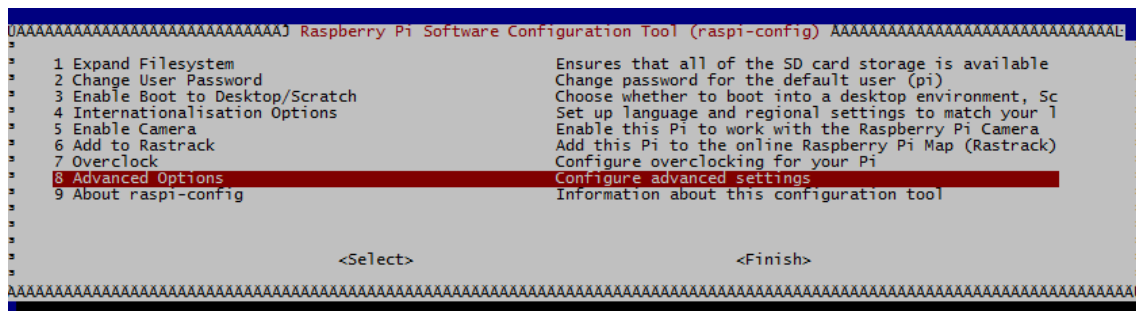 Raspberry Pi Software Configuration Tool (raspi-config)
1 Expand Filesystem Ensures that all of the SD card storage is available
2 Change User Password Change password for the default user (pi)
3 Enable Boot to Desktop/Scratch Choose whether to boot into a desktop environment, Sc
4 Internationalisation Options Set up language and regional settings to match your l
5 Enable Camera Enable this Pi to work with the Raspberry Pi Camera
6 Add to Rastrack Add this Pi to the online Raspberry Pi Map (Rastrack)
7 Overclock Configure overclocking for your Pi
8 Advanced Options Configure advanced settings
9 About raspi-config Information about this configuration tool
<Select> <Finish>